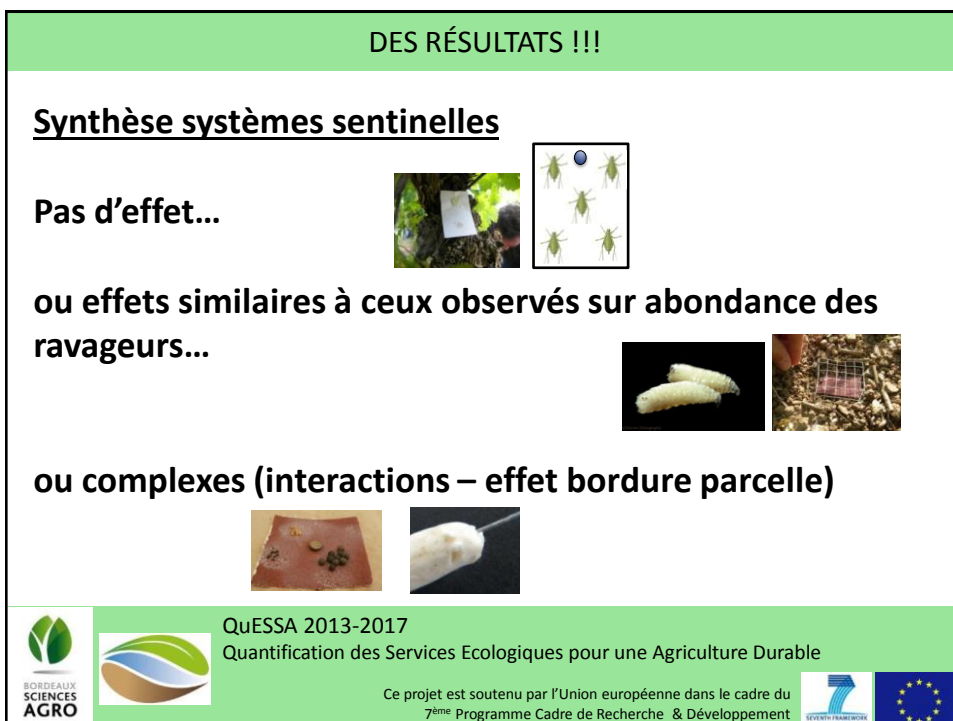 DES RÉSULTATS !!!
Synthèse systèmes sentinelles
Pas d’effet…
ou effets similaires à ceux observés sur abondance des
ravageurs…
ou complexes (interactions – effet bordure parcelle)
QuESSA 2013-2017
Quantification des Services Ecologiques pour une Agriculture Durable
Ce projet est soutenu par l’Union européenne dans le cadre du
7ème Programme Cadre de Recherche & Développement
BORDEAUX
SCIENCES
AGRO
SEVENTH FRAMEWORK